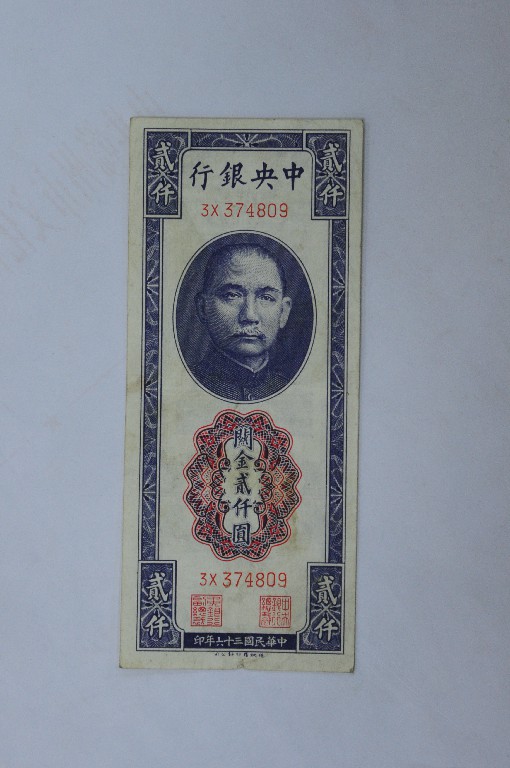 貳仟
貳仟
中央銀行
3X 374809
關金貳仟圓
3X 374809
貳仟
貳仟
中華民國三十六年印